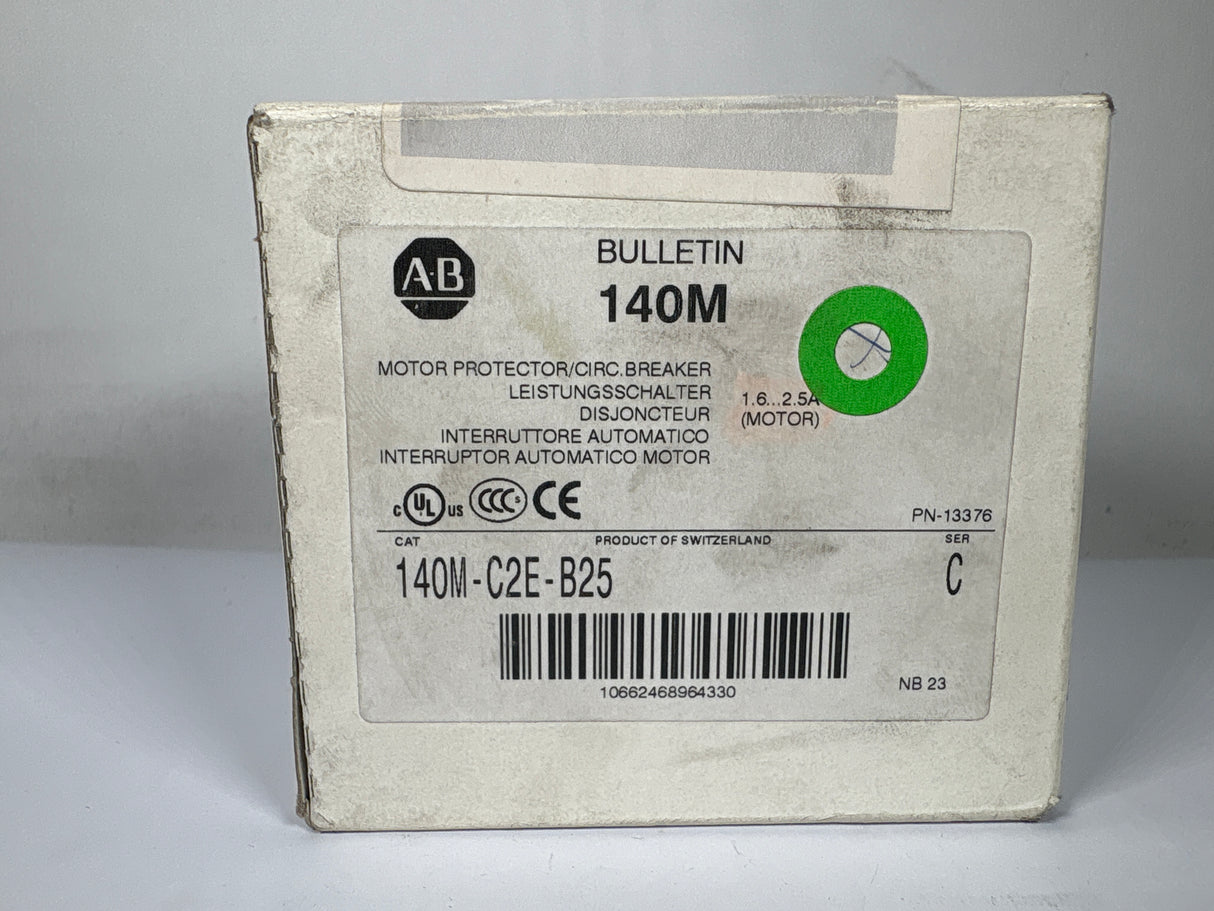 A·B
BULLETIN
140M
MOTOR PROTECTOR/CIRC.BREAKER
LEISTUNGSSCHALTER
DISJONCTEUR
INTERRUTTORE AUTOMATICO
INTERRUPTOR AUTOMATICO MOTOR
1.6...2.5A
(MOTOR)
c UL US CCC S CE
PN-13376
CAT PRODUCT OF SWITZERLAND SER
140M-C2E-B25 C
10662468964330
NB 23